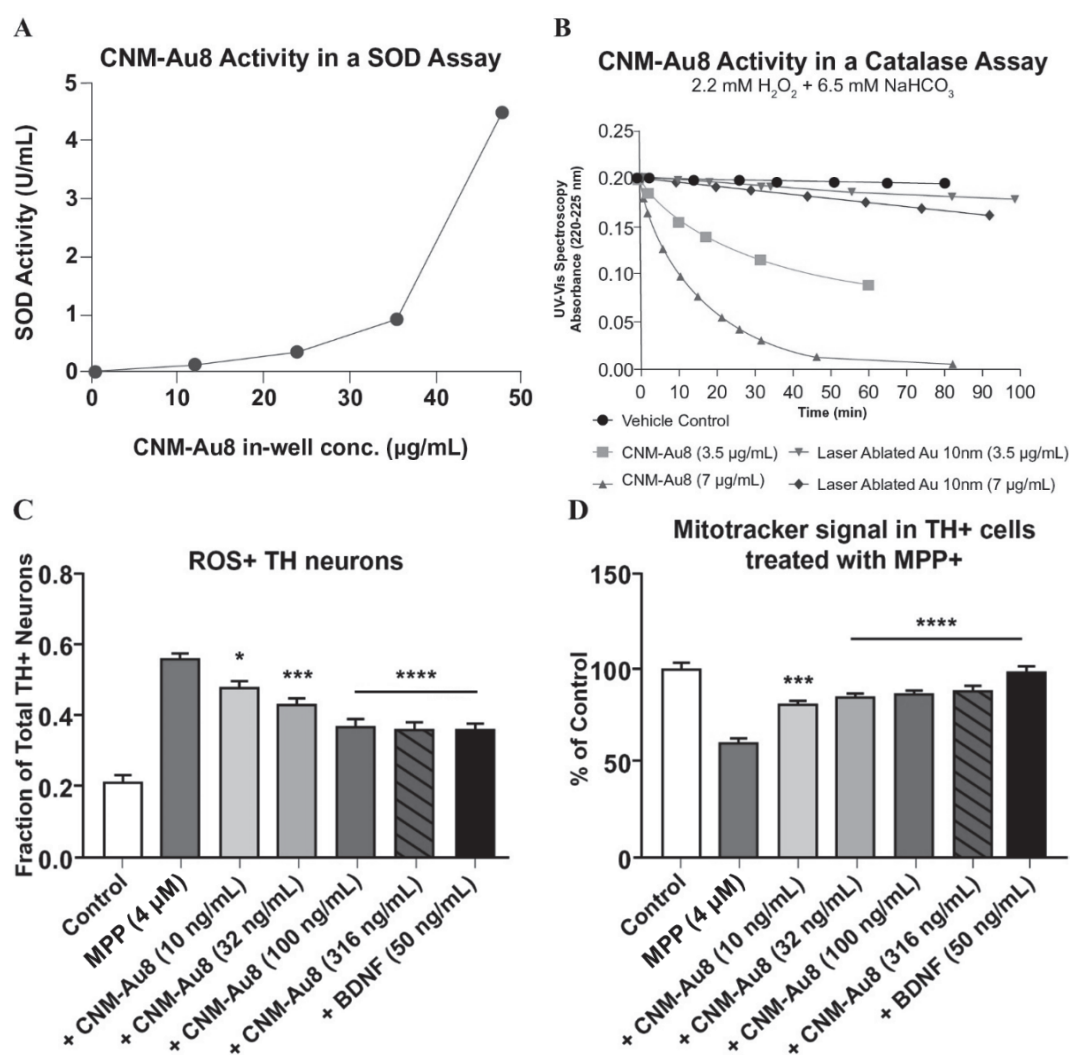 A
CNM-Au8 Activity in a SOD Assay
SOD Activity (U/mL)
5
4
3
2
1
0
0 10 20 30 40 50
CNM-Au8 in-well conc. (μg/mL)
B
CNM-Au8 Activity in a Catalase Assay
2.2 mM H₂O₂ + 6.5 mM NaHCO₃
UV-Vis Spectroscopy
Absorbance (220-225 nm)
0.25
0.20
0.15
0.10
0.05
0.00
0 10 20 30 40 50 60 70 80 90 100
Time (min)
Vehicle Control
CNM-Au8 (3.5 μg/mL)
Laser Ablated Au 10nm (3.5 μg/mL)
CNM-Au8 (7 μg/mL)
Laser Ablated Au 10nm (7 μg/mL)
C
ROS+ TH neurons
Fraction of Total TH+ Neurons
0.8
0.6
0.4
0.2
0.0
*
***
****
Control
MPP (4 μM)
+ CNM-Au8 (10 ng/mL)
+ CNM-Au8 (32 ng/mL)
+ CNM-Au8 (100 ng/mL)
+ CNM-Au8 (316 ng/mL)
+ BDNF (50 ng/mL)
D
Mitotracker signal in TH+ cells
treated with MPP+
% of Control
150
100
50
0
***
****
Control
MPP (4 μM)
+ CNM-Au8 (10 ng/mL)
+ CNM-Au8 (32 ng/mL)
+ CNM-Au8 (100 ng/mL)
+ CNM-Au8 (316 ng/mL)
+ BDNF (50 ng/mL)